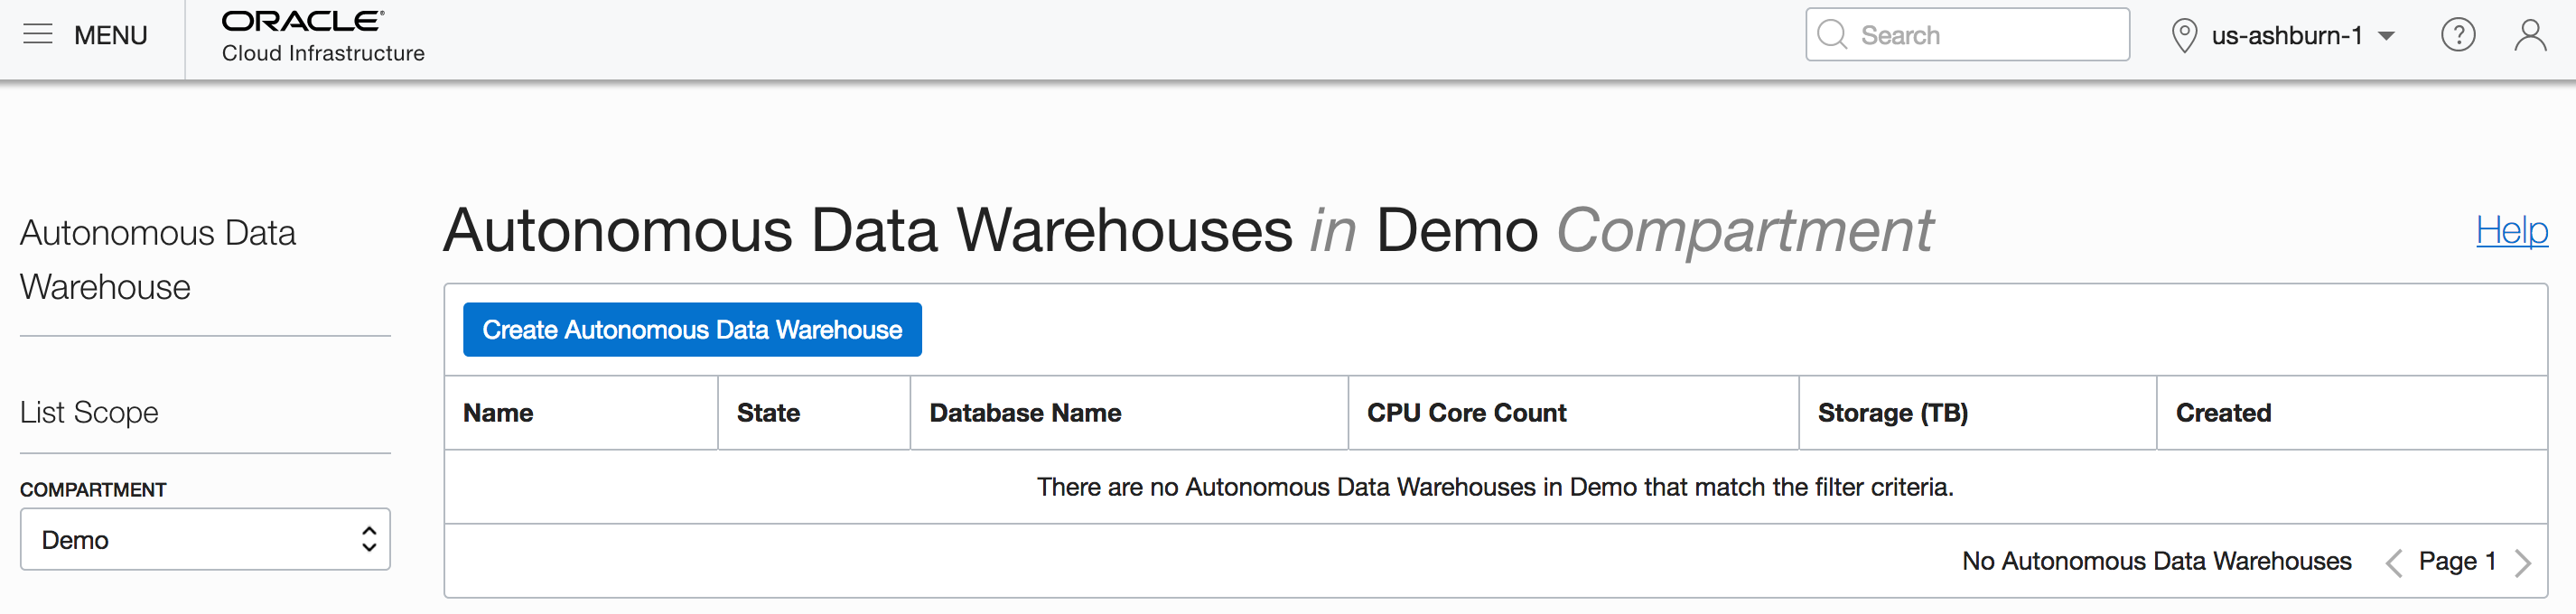 MENU
ORACLE®
Cloud Infrastructure
Search
us-ashburn-1
?
Autonomous Data
Warehouse
List Scope
COMPARTMENT
Demo
Autonomous Data Warehouses in Demo Compartment
Help
Create Autonomous Data Warehouse
Name State Database Name CPU Core Count Storage (TB) Created
There are no Autonomous Data Warehouses in Demo that match the filter criteria.
No Autonomous Data Warehouses < Page 1 >